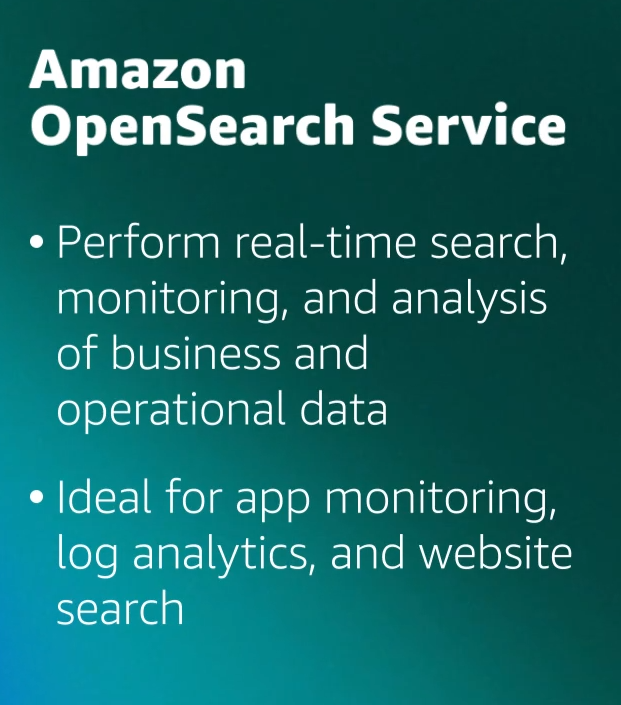 Amazon
OpenSearch Service
• Perform real-time search,
monitoring, and analysis
of business and
operational data
• Ideal for app monitoring,
log analytics, and website
search